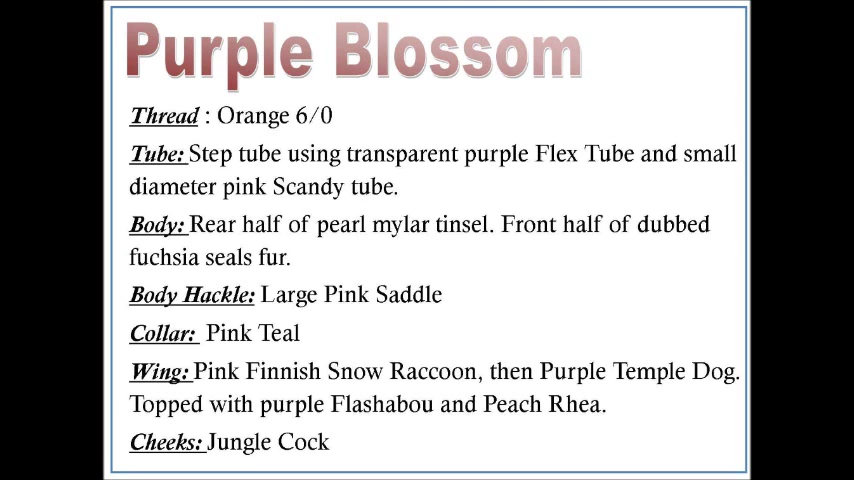 Purple Blossom
Thread : Orange 6/0
Tube: Step tube using transparent purple Flex Tube and small
diameter pink Scandy tube.
Body: Rear half of pearl mylar tinsel. Front half of dubbed
fuchsia seals fur.
Body Hackle: Large Pink Saddle
Collar: Pink Teal
Wing: Pink Finnish Snow Raccoon, then Purple Temple Dog.
Topped with purple Flashabou and Peach Rhea.
Cheeks: Jungle Cock